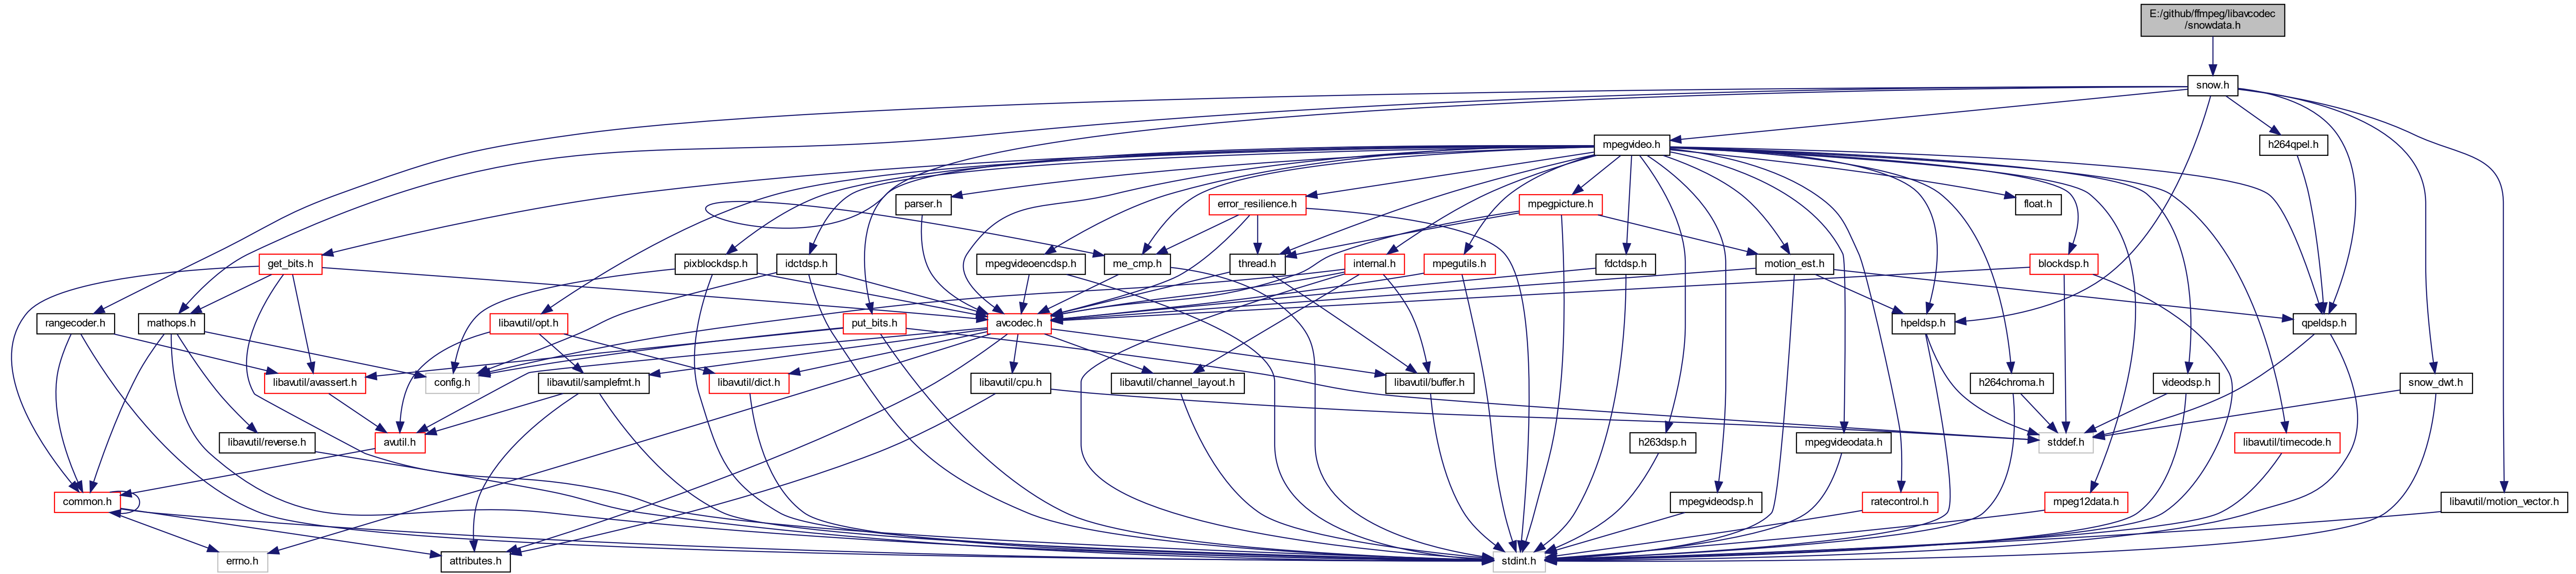 E:/github/ffmpeg/libavcodec
/snowdata.h
snow.h
mpegvideo.h
h264qpel.h
parser.h
error_resilience.h
mpegpicture.h
float.h
get_bits.h
pixblockdsp.h
idctdsp.h
mpegvideoencdsp.h
me_cmp.h
thread.h
internal.h
mpegutils.h
fdctdsp.h
motion_est.h
blockdsp.h
rangecoder.h
mathops.h
libavutil/opt.h
put_bits.h
avcodec.h
hpeldsp.h
qpeldsp.h
libavutil/avassert.h
config.h
libavutil/samplefmt.h
libavutil/dict.h
libavutil/cpu.h
libavutil/channel_layout.h
libavutil/buffer.h
h264chroma.h
videodsp.h
snow_dwt.h
libavutil/reverse.h
avutil.h
h263dsp.h
mpegvideodata.h
stddef.h
libavutil/timecode.h
common.h
mpegvideodsp.h
ratecontrol.h
mpeg12data.h
libavutil/motion_vector.h
errno.h
attributes.h
stdint.h